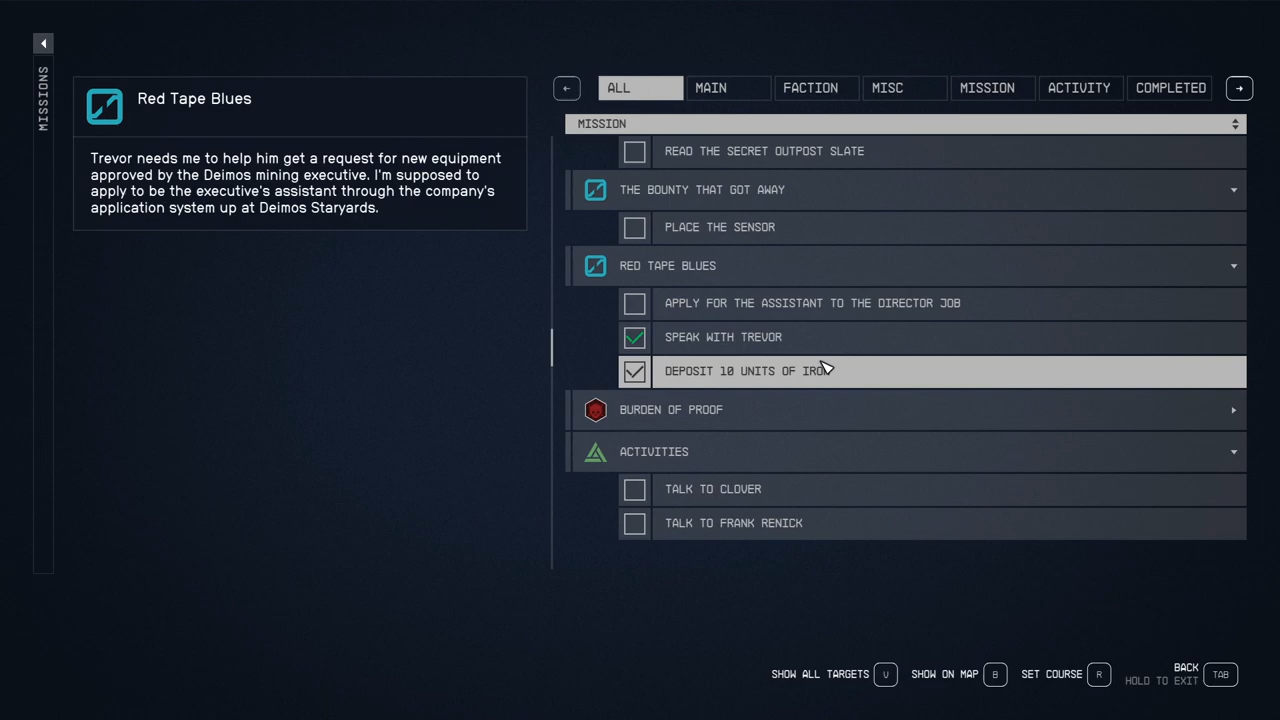 MISSIONS
Red Tape Blues
Trevor needs me to help him get a request for new equipment
approved by the Deimos mining executive. I'm supposed to
apply to be the executive's assistant through the company's
application system up at Deimos Staryards.
ALL
MAIN
FACTION
MISC
MISSION
ACTIVITY
COMPLETED
MISSION
READ THE SECRET OUTPOST SLATE
THE BOUNTY THAT GOT AWAY
PLACE THE SENSOR
RED TAPE BLUES
APPLY FOR THE ASSISTANT TO THE DIRECTOR JOB
SPEAK WITH TREVOR
DEPOSIT 10 UNITS OF IRON
BURDEN OF PROOF
ACTIVITIES
TALK TO CLOVER
TALK TO FRANK RENICK
SHOW ALL TARGETS V
SHOW ON MAP B
SET COURSE R
BACK
HOLD TO EXIT
TAB